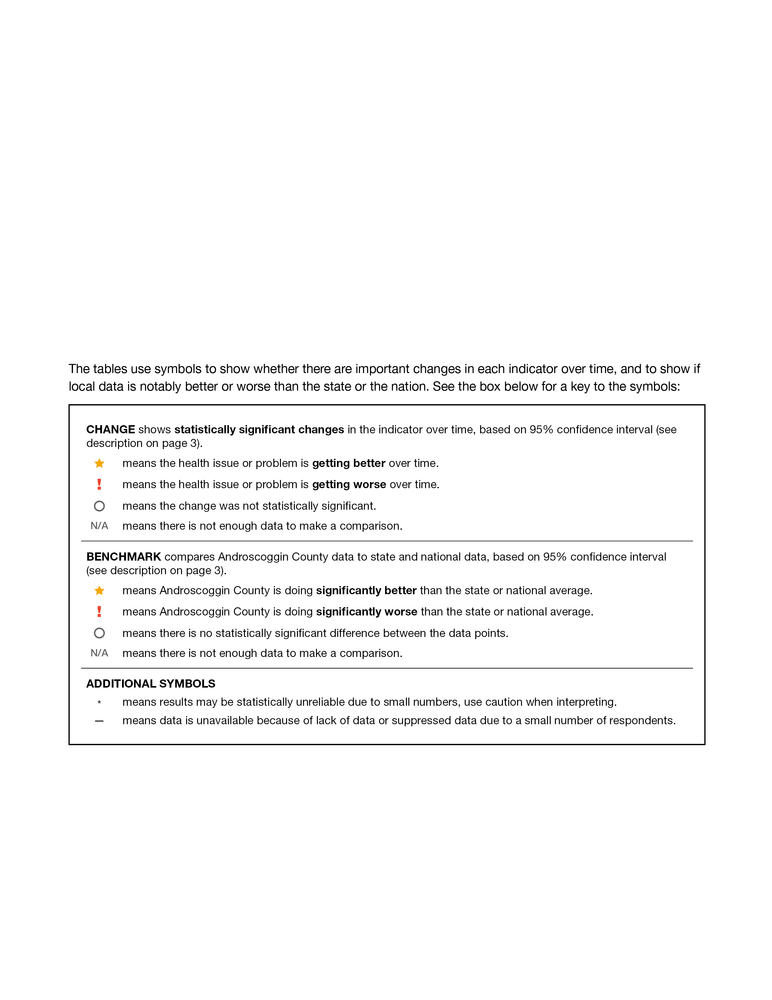 The tables use symbols to show whether there are important changes in each indicator over time, and to show if
local data is notably better or worse than the state or the nation. See the box below for a key to the symbols:
CHANGE shows statistically significant changes in the indicator over time, based on 95% confidence interval (see
description on page 3).
means the health issue or problem is getting better over time.
! means the health issue or problem is getting worse over time.
means the change was not statistically significant.
N/A means there is not enough data to make a comparison.
BENCHMARK compares Androscoggin County data to state and national data, based on 95% confidence interval
(see description on page 3).
means Androscoggin County is doing significantly better than the state or national average.
! means Androscoggin County is doing significantly worse than the state or national average.
means there is no statistically significant difference between the data points.
N/A means there is not enough data to make a comparison.
ADDITIONAL SYMBOLS
* means results may be statistically unreliable due to small numbers, use caution when interpreting.
— means data is unavailable because of lack of data or suppressed data due to a small number of respondents.